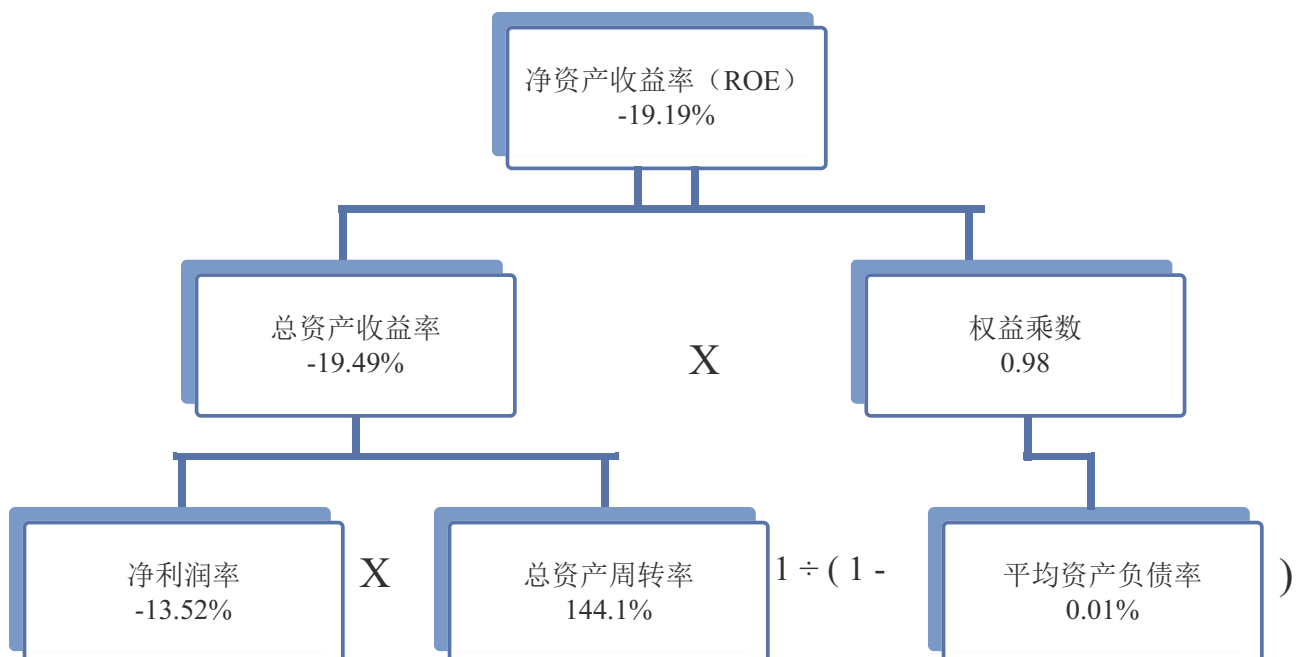 净资产收益率（ROE）
-19.19%
总资产收益率
-19.49%
X
权益乘数
0.98
净利润率
-13.52%
X
总资产周转率
144.1%
1 ÷ ( 1 -
平均资产负债率
0.01%
)